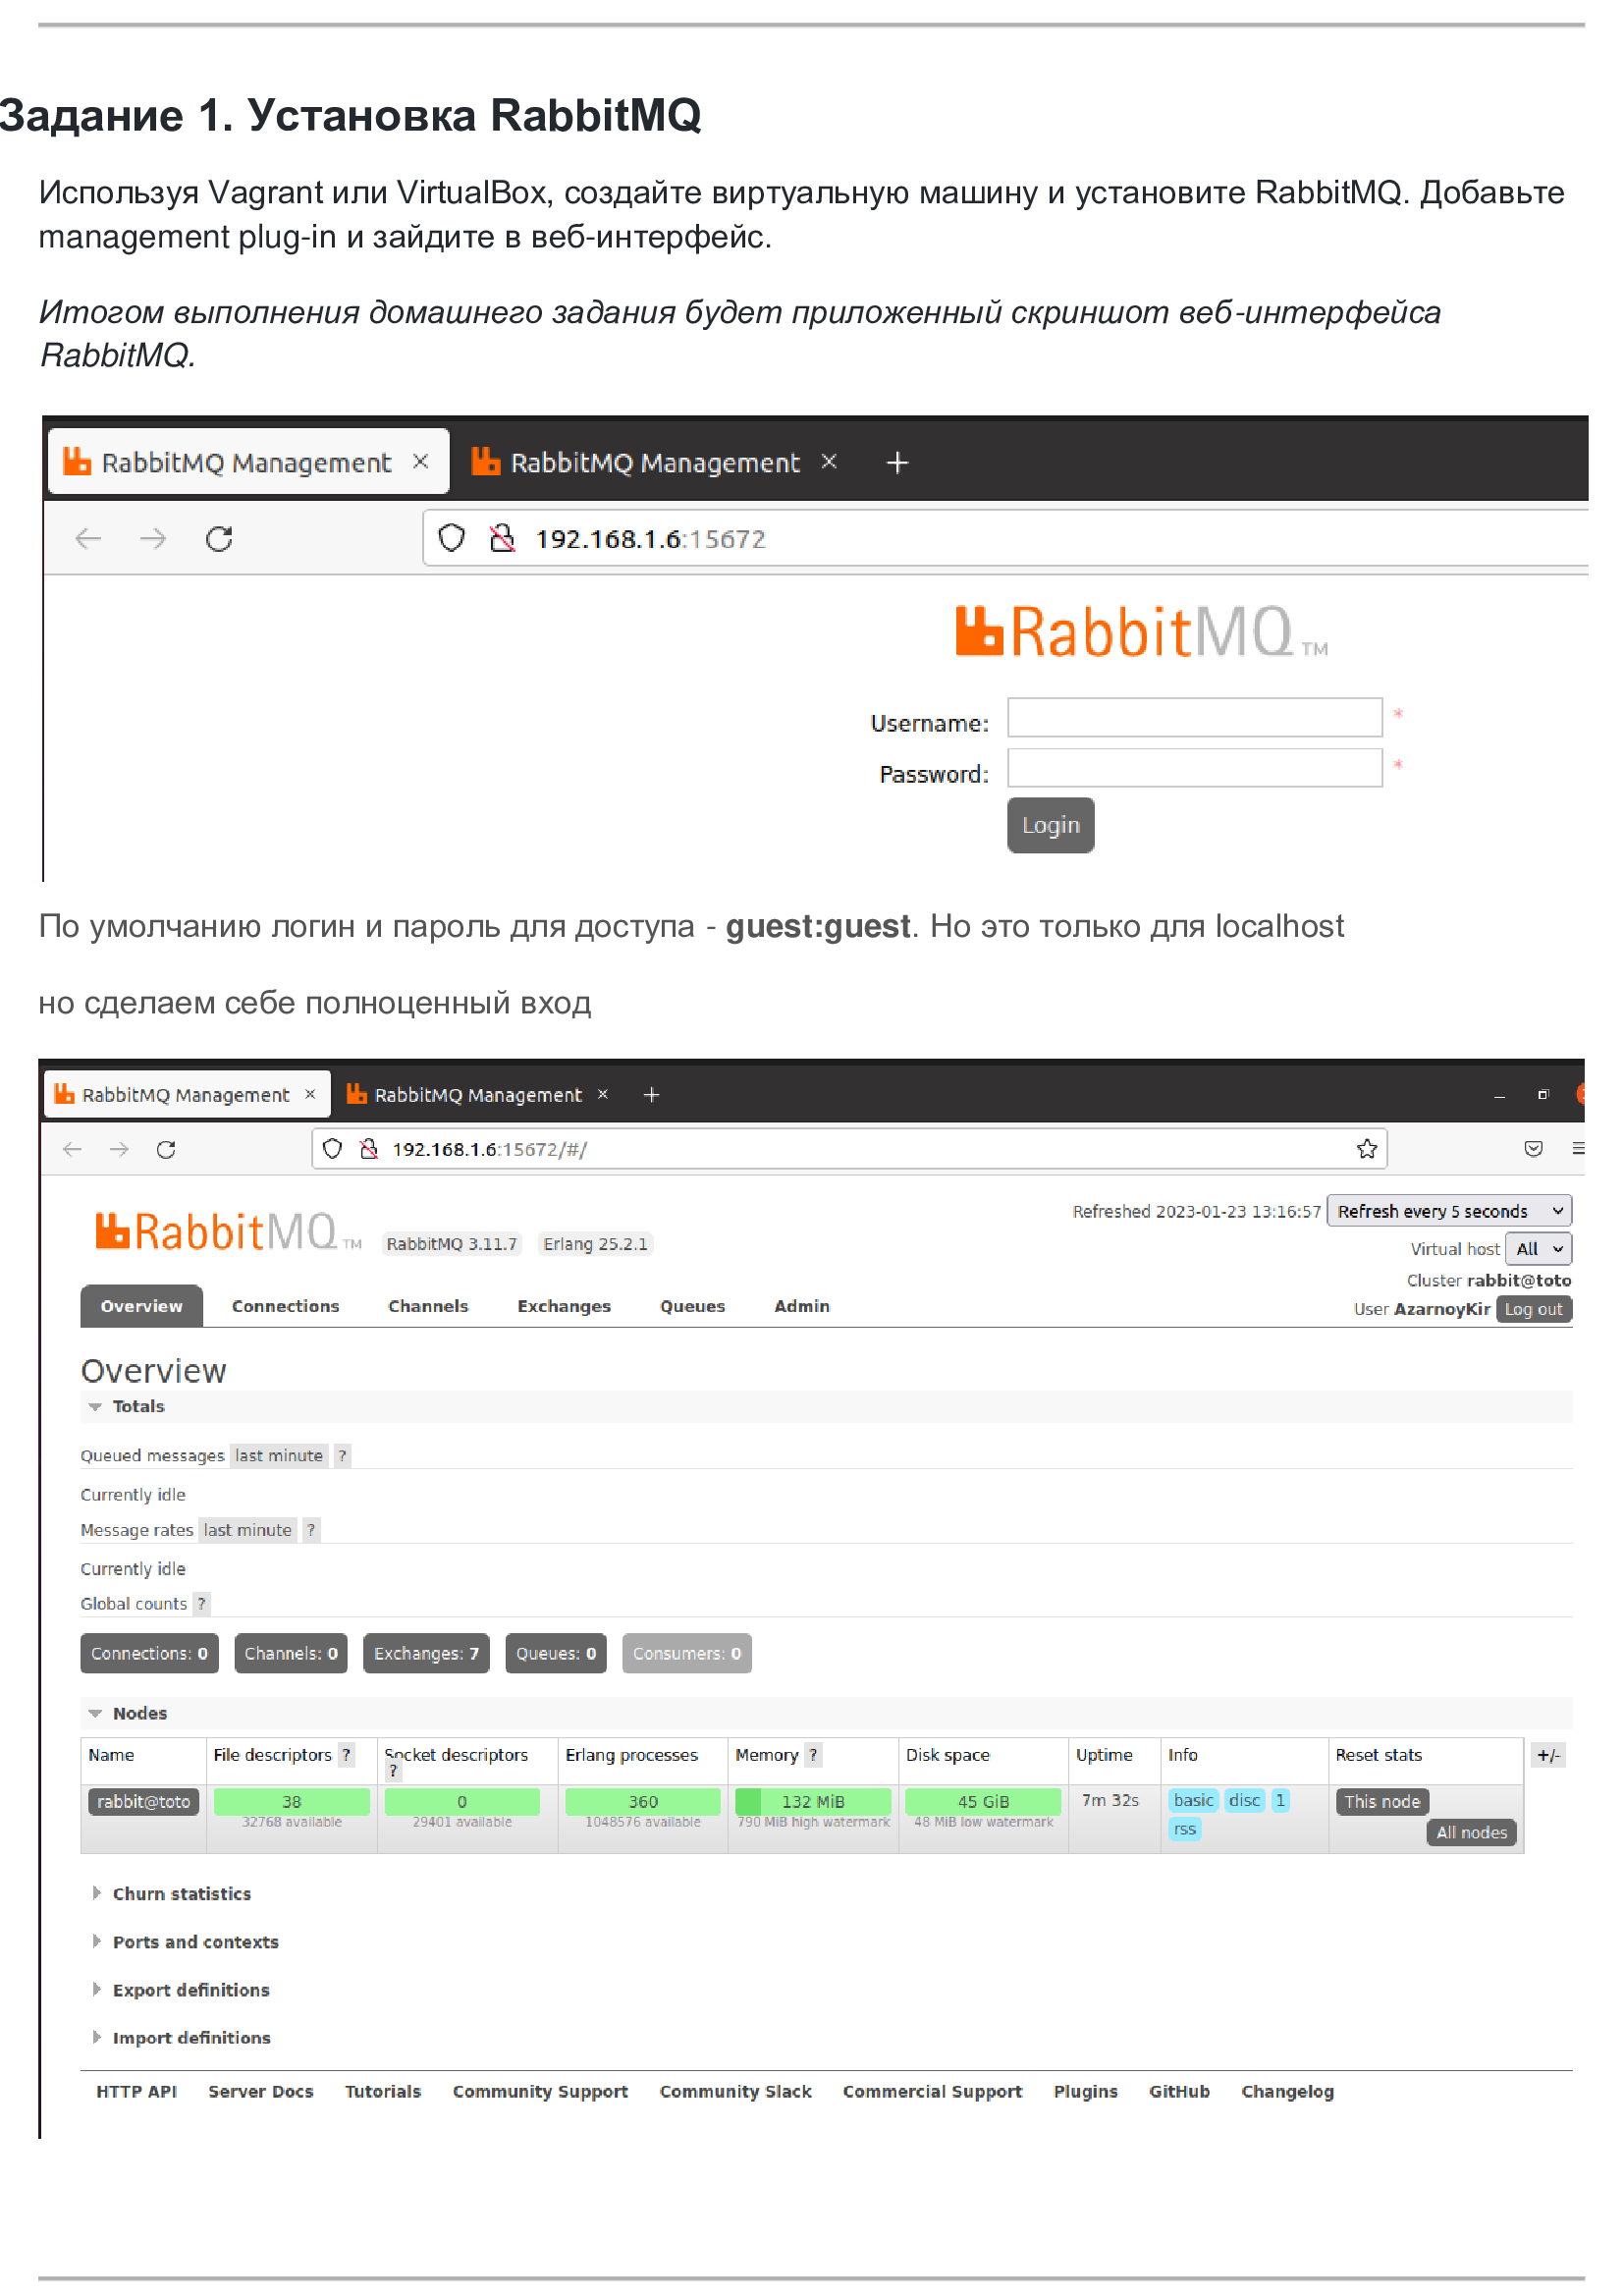 Задание 1. Установка RabbitMQ
Используя Vagrant или VirtualBox, создайте виртуальную машину и установите RabbitMQ. Добавьте
management plug-in и зайдите в веб-интерфейс.
Итогом выполнения домашнего задания будет приложенный скриншот веб-интерфейса
RabbitMQ.
RabbitMQ Management × RabbitMQ Management × +
192.168.1.6:15672
RabbitMQ TM
Username: *
Password: *
Login
По умолчанию логин и пароль для доступа - guest:guest. Но это только для localhost
но сделаем себе полноценный вход
RabbitMQ Management × RabbitMQ Management × +
192.168.1.6:15672/#/
Refreshed 2023-01-23 13:16:57 Refresh every 5 seconds
RabbitMQ TM RabbitMQ 3.11.7 Erlang 25.2.1
Virtual host All
Cluster rabbit@toto
Overview Connections Channels Exchanges Queues Admin
User AzarnoyKir Log out
Overview
Totals
Queued messages last minute ?
Currently idle
Message rates last minute ?
Currently idle
Global counts ?
Connections: 0 Channels: 0 Exchanges: 7 Queues: 0 Consumers: 0
Nodes
Name File descriptors ? Socket descriptors ? Erlang processes Memory ? Disk space Uptime Info Reset stats +/-
rabbit@toto 38 0 360 132 MiB 45 GiB 7m 32s basic disc 1 This node
32768 available 29401 available 1048576 available 790 MiB high watermark 48 MiB low watermark rss All nodes
Churn statistics
Ports and contexts
Export definitions
Import definitions
HTTP API Server Docs Tutorials Community Support Community Slack Commercial Support Plugins GitHub Changelog